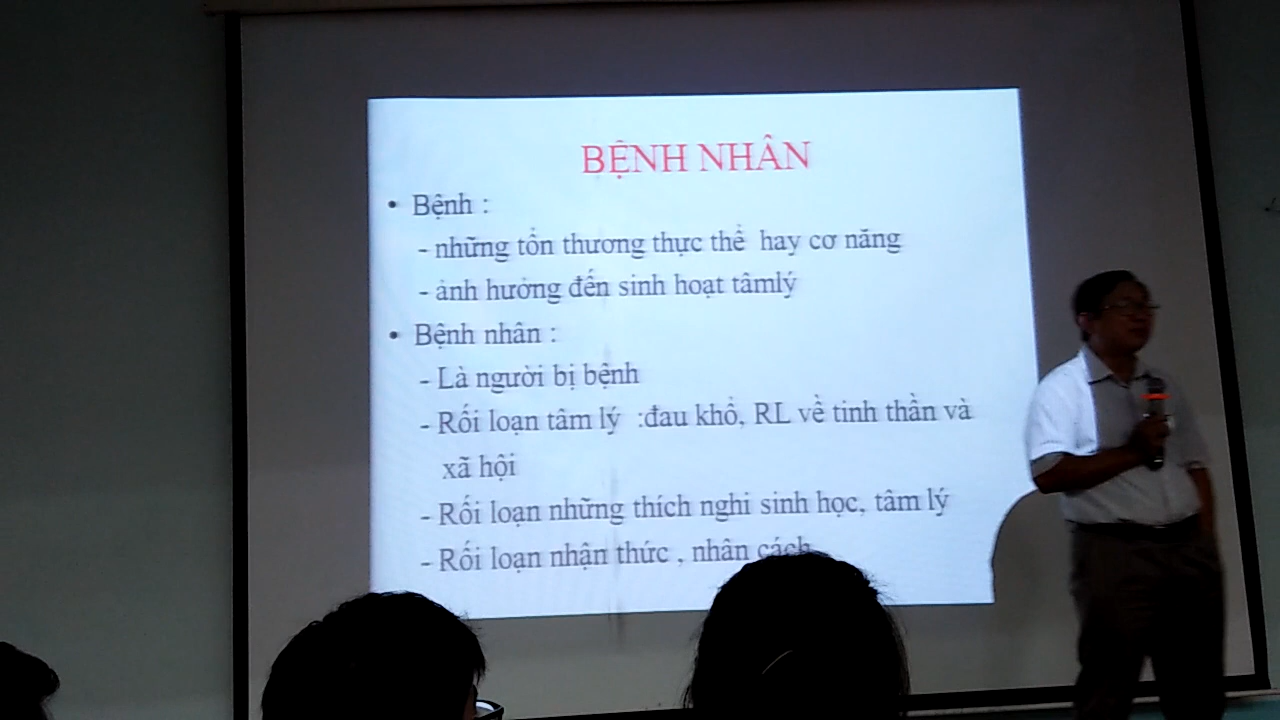 BỆNH NHÂN
• Bệnh :
- những tổn thương thực thể hay cơ năng
- ảnh hưởng đến sinh hoạt tâmlý
• Bệnh nhân :
- Là người bị bệnh
- Rối loạn tâm lý :đau khổ, RL về tinh thần và
xã hội
- Rối loạn những thích nghi sinh học, tâm lý
- Rối loạn nhận thức , nhân cách